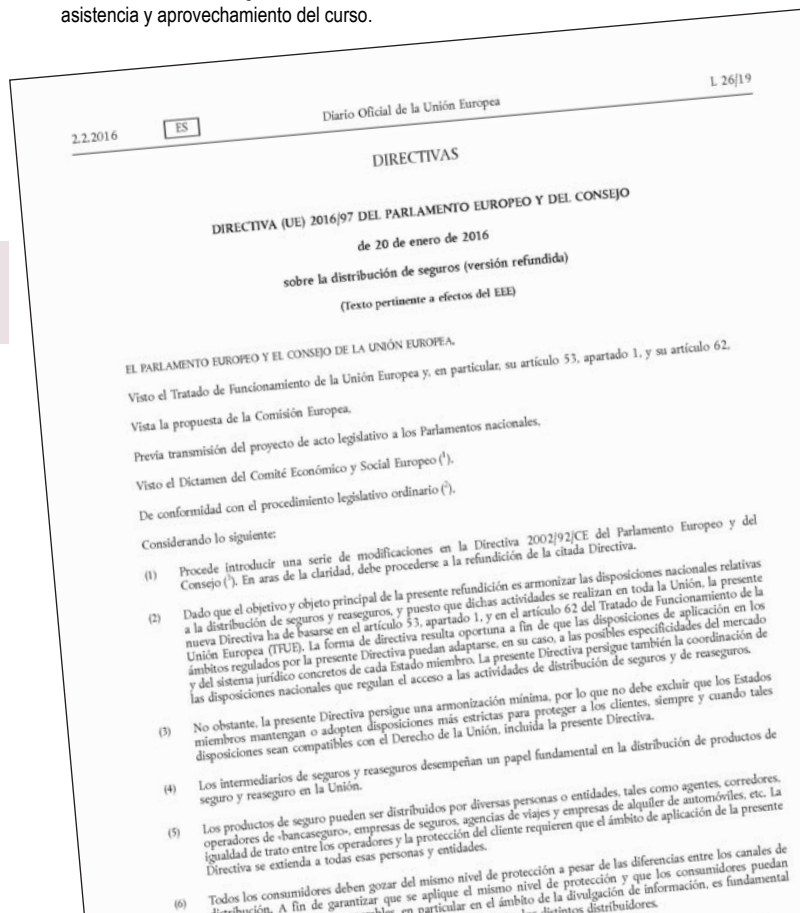 asistencia y aprovechamiento del curso.
2.2.2016 ES Diario Oficial de la Unión Europea L 26/19
DIRECTIVAS
DIRECTIVA (UE) 2016/97 DEL PARLAMENTO EUROPEO Y DEL CONSEJO
de 20 de enero de 2016
sobre la distribución de seguros (versión refundida)
(Texto pertinente a efectos del EEE)
EL PARLAMENTO EUROPEO Y EL CONSEJO DE LA UNIÓN EUROPEA,
Visto el Tratado de Funcionamiento de la Unión Europea y, en particular, su artículo 53, apartado 1, y su artículo 62,
Vista la propuesta de la Comisión Europea,
Previa transmisión del proyecto de acto legislativo a los Parlamentos nacionales,
Visto el Dictamen del Comité Económico y Social Europeo (¹),
De conformidad con el procedimiento legislativo ordinario (²),
Considerando lo siguiente:
(1) Procede introducir una serie de modificaciones en la Directiva 2002/92/CE del Parlamento Europeo y del
Consejo (³). En aras de la claridad, debe procederse a la refundición de la citada Directiva.
(2) Dado que el objetivo y objeto principal de la presente refundición es armonizar las disposiciones nacionales relativas
a la distribución de seguros y reaseguros, y puesto que dichas actividades se realizan en toda la Unión, la presente
nueva Directiva ha de basarse en el artículo 53, apartado 1, y en el artículo 62 del Tratado de Funcionamiento de la
Unión Europea (TFUE). La forma de directiva resulta oportuna a fin de que las disposiciones de aplicación en los
ámbitos regulados por la presente Directiva puedan adaptarse, en su caso, a las posibles especificidades del mercado
y del sistema jurídico concretos de cada Estado miembro. La presente Directiva persigue también la coordinación de
las disposiciones nacionales que regulan el acceso a las actividades de distribución de seguros y de reaseguros.
(3) No obstante, la presente Directiva persigue una armonización mínima, por lo que no debe excluir que los Estados
miembros mantengan o adopten disposiciones más estrictas para proteger a los clientes, siempre y cuando tales
disposiciones sean compatibles con el Derecho de la Unión, incluida la presente Directiva.
(4) Los intermediarios de seguros y reaseguros desempeñan un papel fundamental en la distribución de productos de
seguro y reaseguro en la Unión.
(5) Los productos de seguro pueden ser distribuidos por diversas personas o entidades, tales como agentes, corredores,
operadores de «bancaseguro», empresas de seguros, agencias de viajes y empresas de alquiler de automóviles, etc. La
igualdad de trato entre los operadores y la protección del cliente requieren que el ámbito de aplicación de la presente
Directiva se extienda a todas esas personas y entidades.
(6) Todos los consumidores deben gozar del mismo nivel de protección a pesar de las diferencias entre los canales de
distribución. A fin de garantizar que se aplique el mismo nivel de protección y que los consumidores puedan
en particular en el ámbito de la divulgación de información, es fundamental
distintos distribuidores.